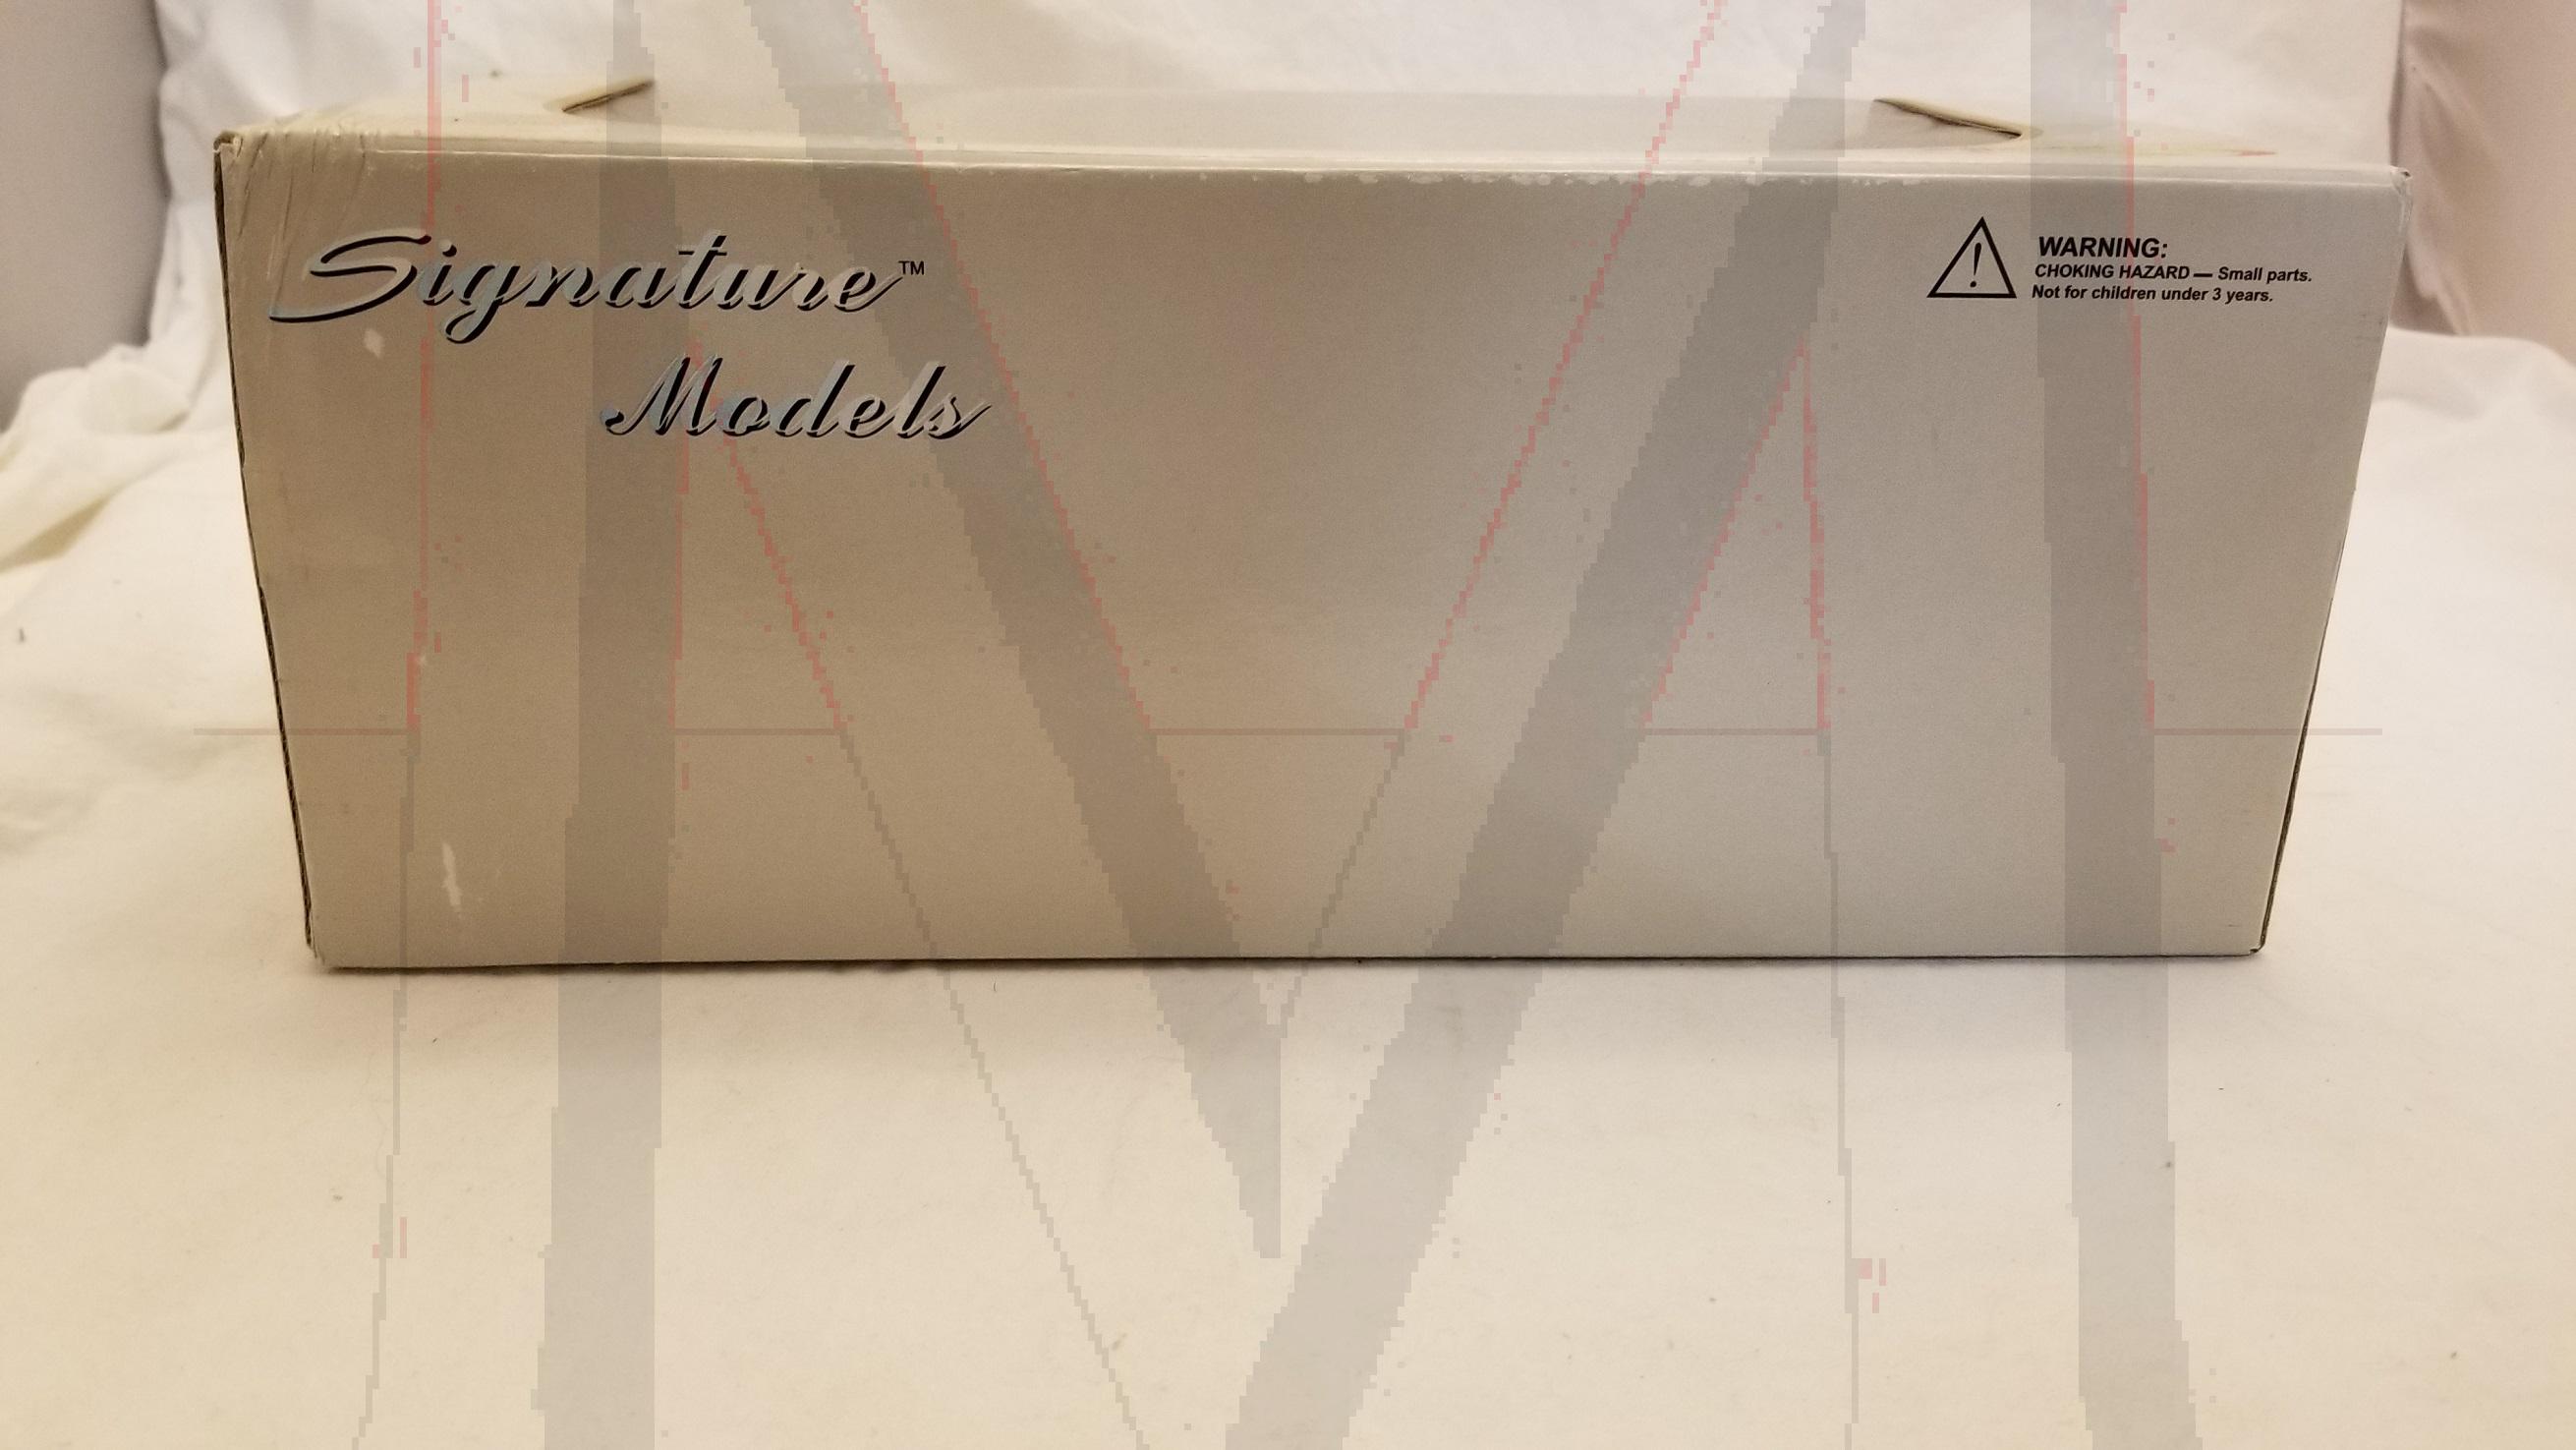 Signature™
Models
WARNING:
CHOKING HAZARD — Small parts.
Not for children under 3 years.